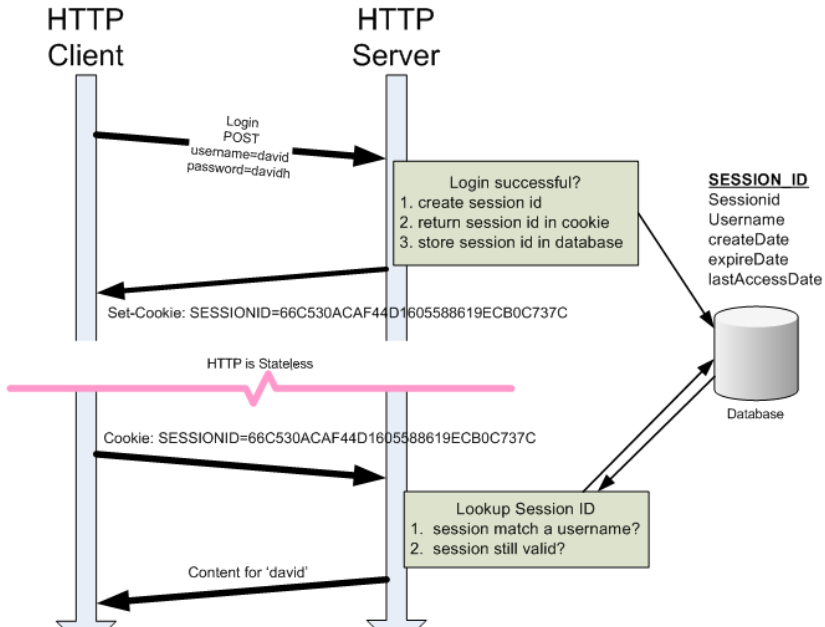 HTTP
Client
HTTP
Server
Login
POST
username=david
password=davidh
Login successful?
1. create session id
2. return session id in cookie
3. store session id in database
SESSION_ID
Sessionid
Username
createDate
expireDate
lastAccessDate
Set-Cookie: SESSIONID=66C530ACAF44D1605588619ECB0C737C
HTTP is Stateless
Database
Cookie: SESSIONID=66C530ACAF44D1605588619ECB0C737C
Lookup Session ID
1. session match a username?
2. session still valid?
Content for 'david'